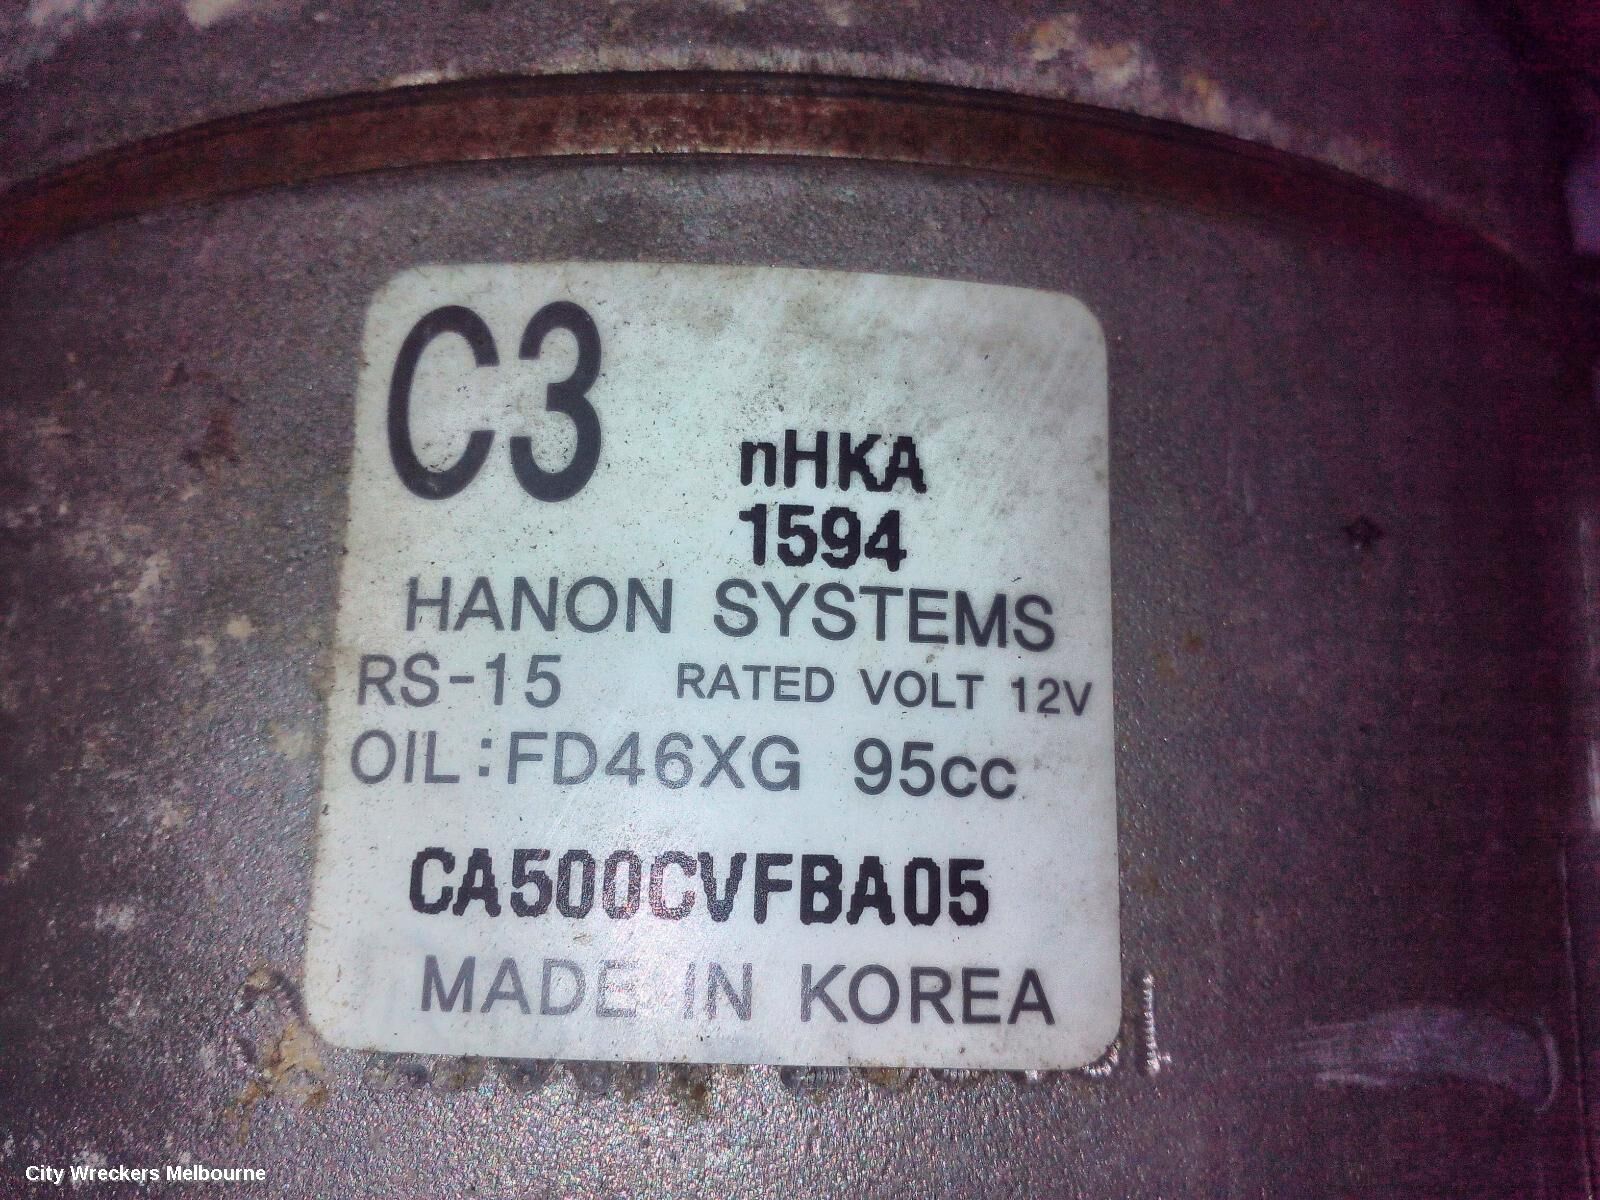 C3
nHKA
1594
HANON SYSTEMS
RS-15 RATED VOLT 12V
OIL:FD46XG 95cc
CA500CVFBA05
MADE IN KOREA
City Wreckers Melbourne